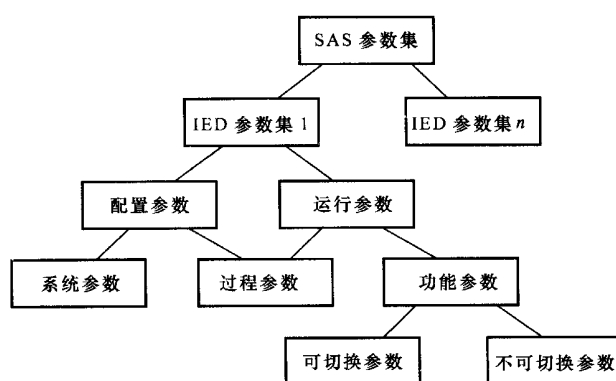 SAS 参数集
IED 参数集 1
IED 参数集 n
配置参数
运行参数
系统参数
过程参数
功能参数
可切换参数
不可切换参数